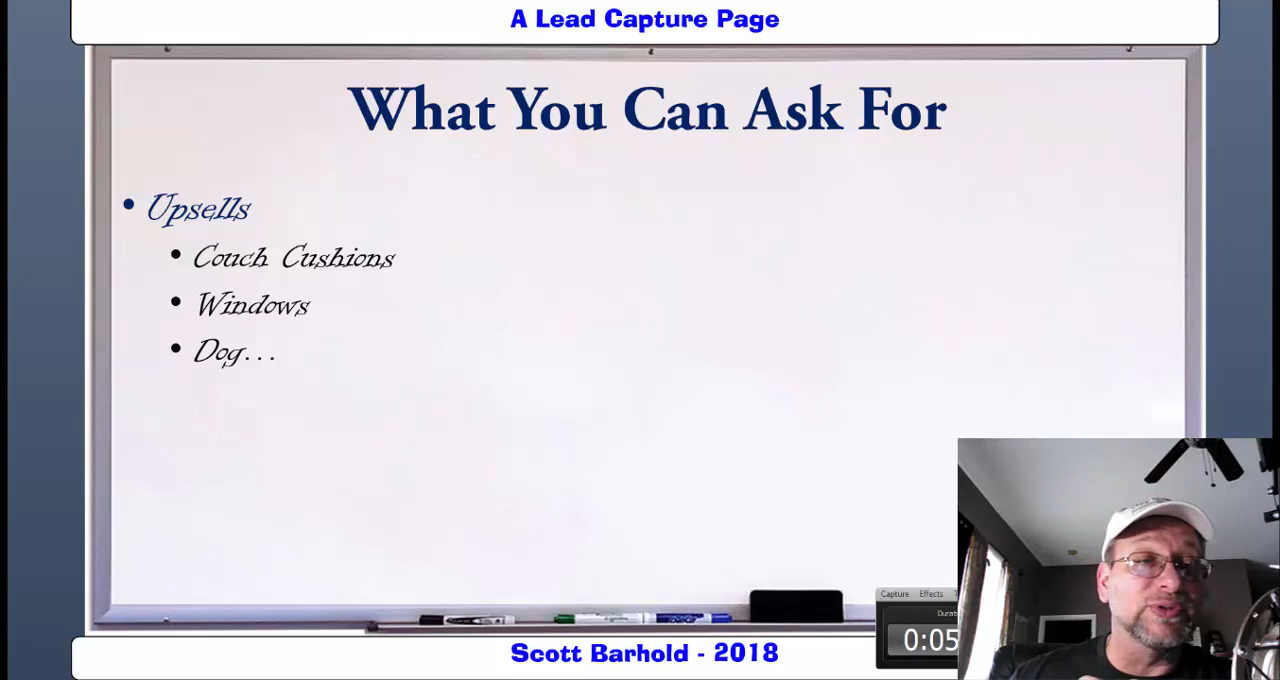 A Lead Capture Page
What You Can Ask For
• Upsells
• Couch Cushions
• Windows
• Dog...
Capture Effects
0:05
Scott Barhold - 2018